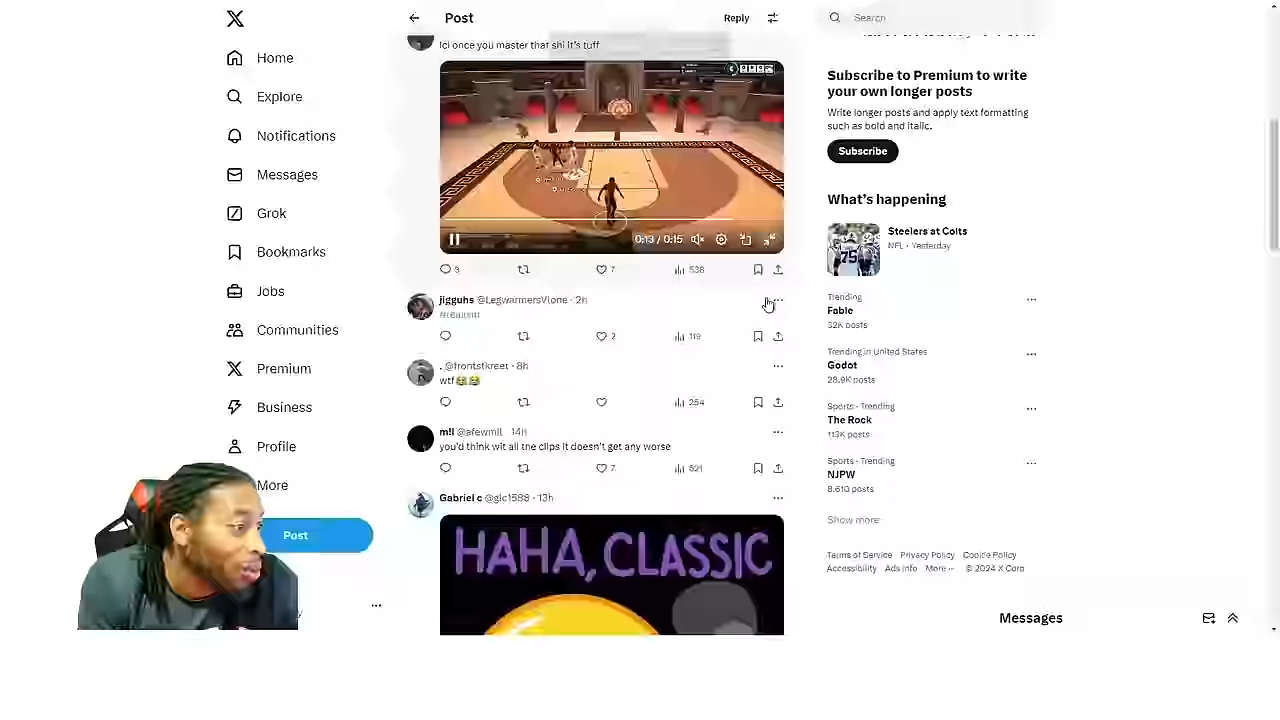 Home
Explore
Notifications
Messages
Grok
Bookmarks
Jobs
Communities
Premium
Business
Profile
More
Post
Post
Reply
lcl once you master that shi it's tuff
0:13 / 0:15
3
7
538
jigguhs @LegwarmersVlone · 2h
2
119
. @frontstkreet · 8h
wtf😭😭
254
m!l @afewmil · 14h
you'd think wit all the clips it doesn't get any worse
7
521
Gabriel c @glc1588 · 13h
HAHA, CLASSIC
Search
Subscribe to Premium to write
your own longer posts
Write longer posts and apply text formatting
such as bold and italic.
Subscribe
What's happening
Steelers at Colts
NFL · Yesterday
Trending
Fable
52K posts
Trending in United States
Godot
28.9K posts
Sports · Trending
The Rock
113K posts
Sports · Trending
NJPW
8,610 posts
Show more
Terms of Service Privacy Policy Cookie Policy
Accessibility Ads info More ··· © 2024 X Corp
Messages